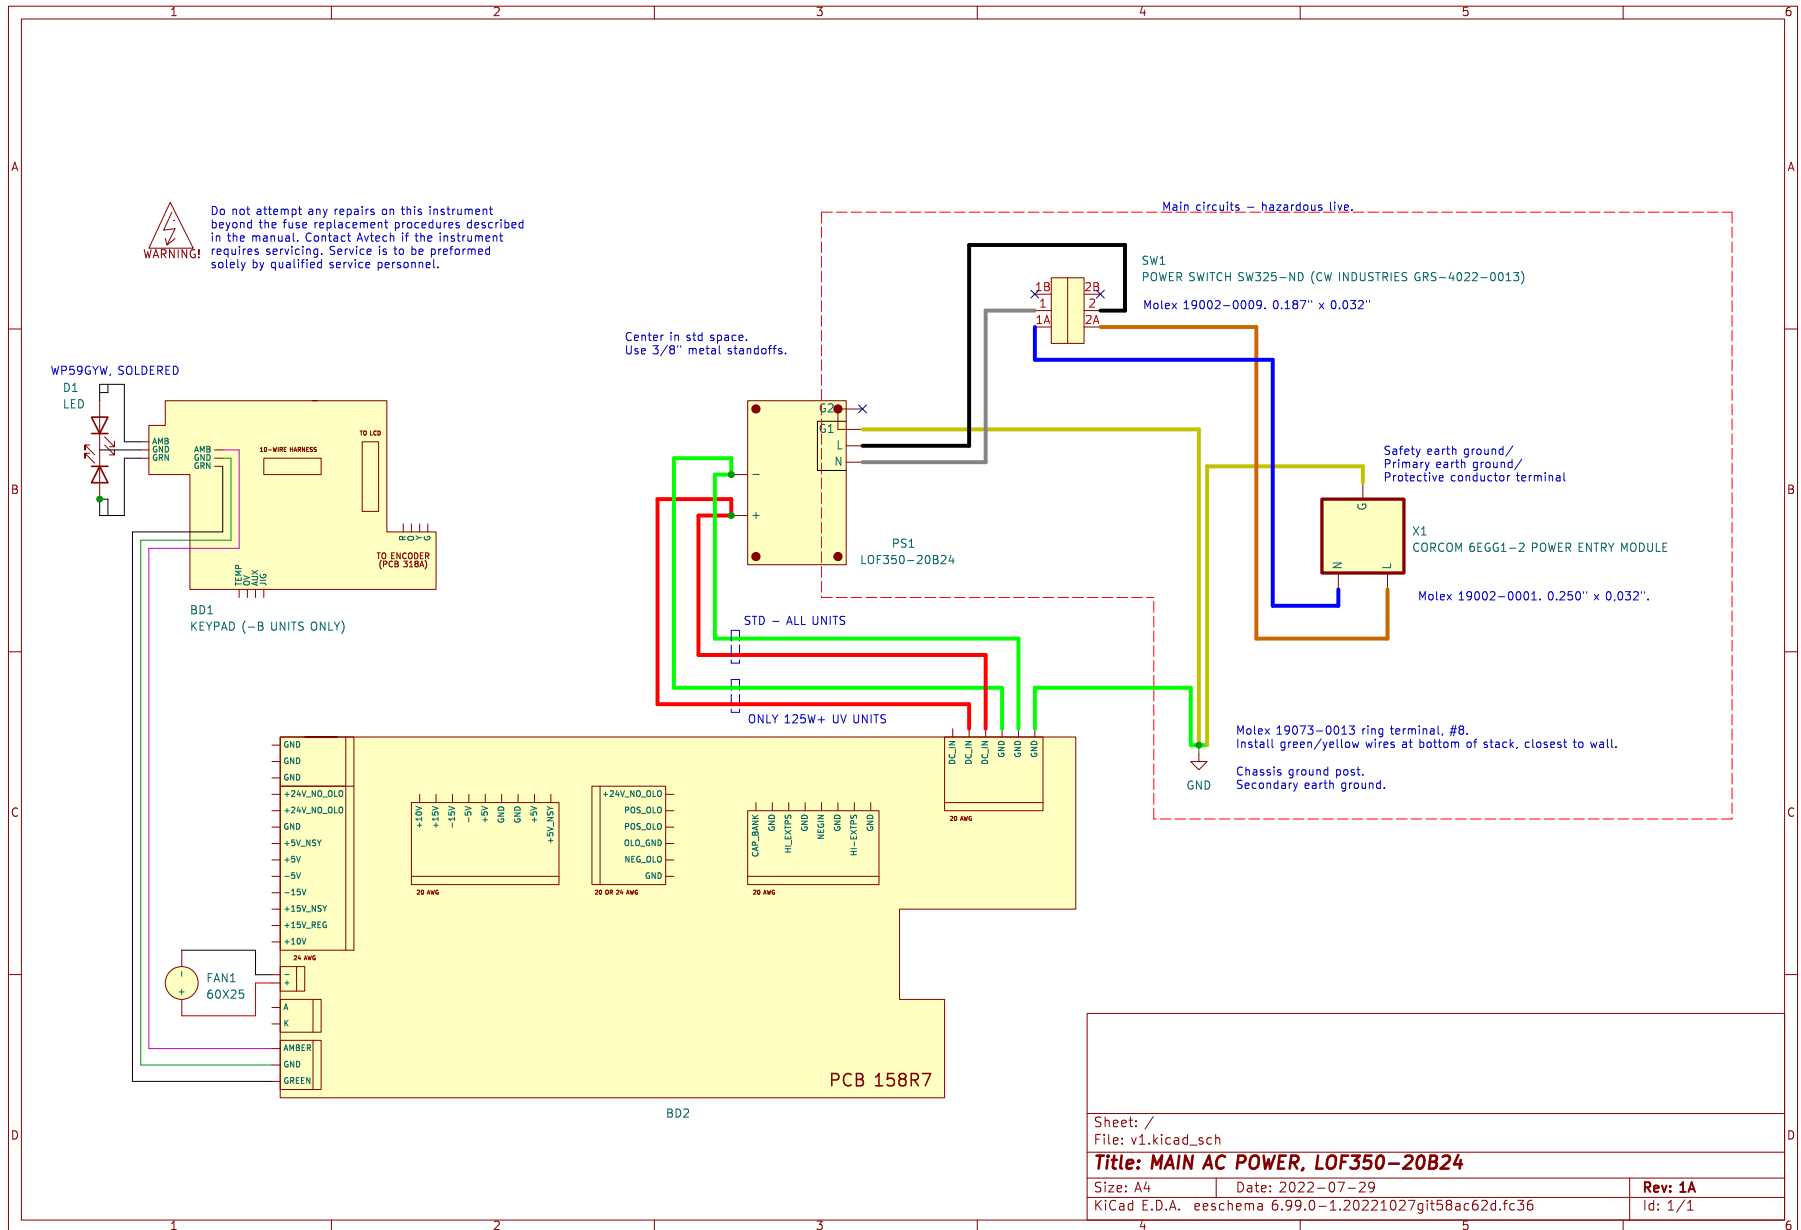 1 2 3 4 5 6
A
A
Do not attempt any repairs on this instrument
beyond the fuse replacement procedures described
in the manual. Contact Avtech if the instrument
requires servicing. Service is to be preformed
solely by qualified service personnel.
WARNING!
Main circuits – hazardous live.
SW1
POWER SWITCH SW325-ND (CW INDUSTRIES GRS-4022-0013)
Molex 19002-0009. 0.187" x 0.032"
1B
1
1A
2B
2
2A
Center in std space.
Use 3/8" metal standoffs.
WP59GYW, SOLDERED
D1
LED
AMB
GND
GRN
AMB
GND
GRN
10-WIRE HARNESS
TO LCD
R
O
Y
G
TO ENCODER
(PCB 318A)
TEMP
0V
AUX
JIG
BD1
KEYPAD (-B UNITS ONLY)
G2
G1
L
N
-
+
PS1
LOF350-20B24
B
B
Safety earth ground/
Primary earth ground/
Protective conductor terminal
G
N
L
X1
CORCOM 6EGG1-2 POWER ENTRY MODULE
Molex 19002-0001. 0.250" x 0.032".
STD - ALL UNITS
ONLY 125W+ UV UNITS
Molex 19073-0013 ring terminal, #8.
Install green/yellow wires at bottom of stack, closest to wall.
Chassis ground post.
Secondary earth ground.
GND
C
C
GND
GND
GND
+24V_NO_OLO
+24V_NO_OLO
GND
+5V_NSY
+5V
-5V
-15V
+15V_NSY
+15V_REG
+10V
24 AWG
-
+
A
K
AMBER
GND
GREEN
+10V
+15V
-15V
-5V
+5V
GND
GND
+5V
+5V_NSY
20 AWG
+24V_NO_OLO
POS_OLO
POS_OLO
OLO_GND
NEG_OLO
GND
20 OR 24 AWG
CAP_BANK
GND
HI_EXTPS
GND
NEGIN
GND
HI-EXTPS
GND
20 AWG
DC_IN
DC_IN
DC_IN
GND
GND
GND
20 AWG
-
+
FAN1
60X25
PCB 158R7
BD2
D
D
Sheet: /
File: v1.kicad_sch
Title: MAIN AC POWER, LOF350-20B24
Size: A4 Date: 2022-07-29 Rev: 1A
KiCad E.D.A. eeschema 6.99.0-1.20221027git58ac62d.fc36 Id: 1/1
1 2 3 4 5 6